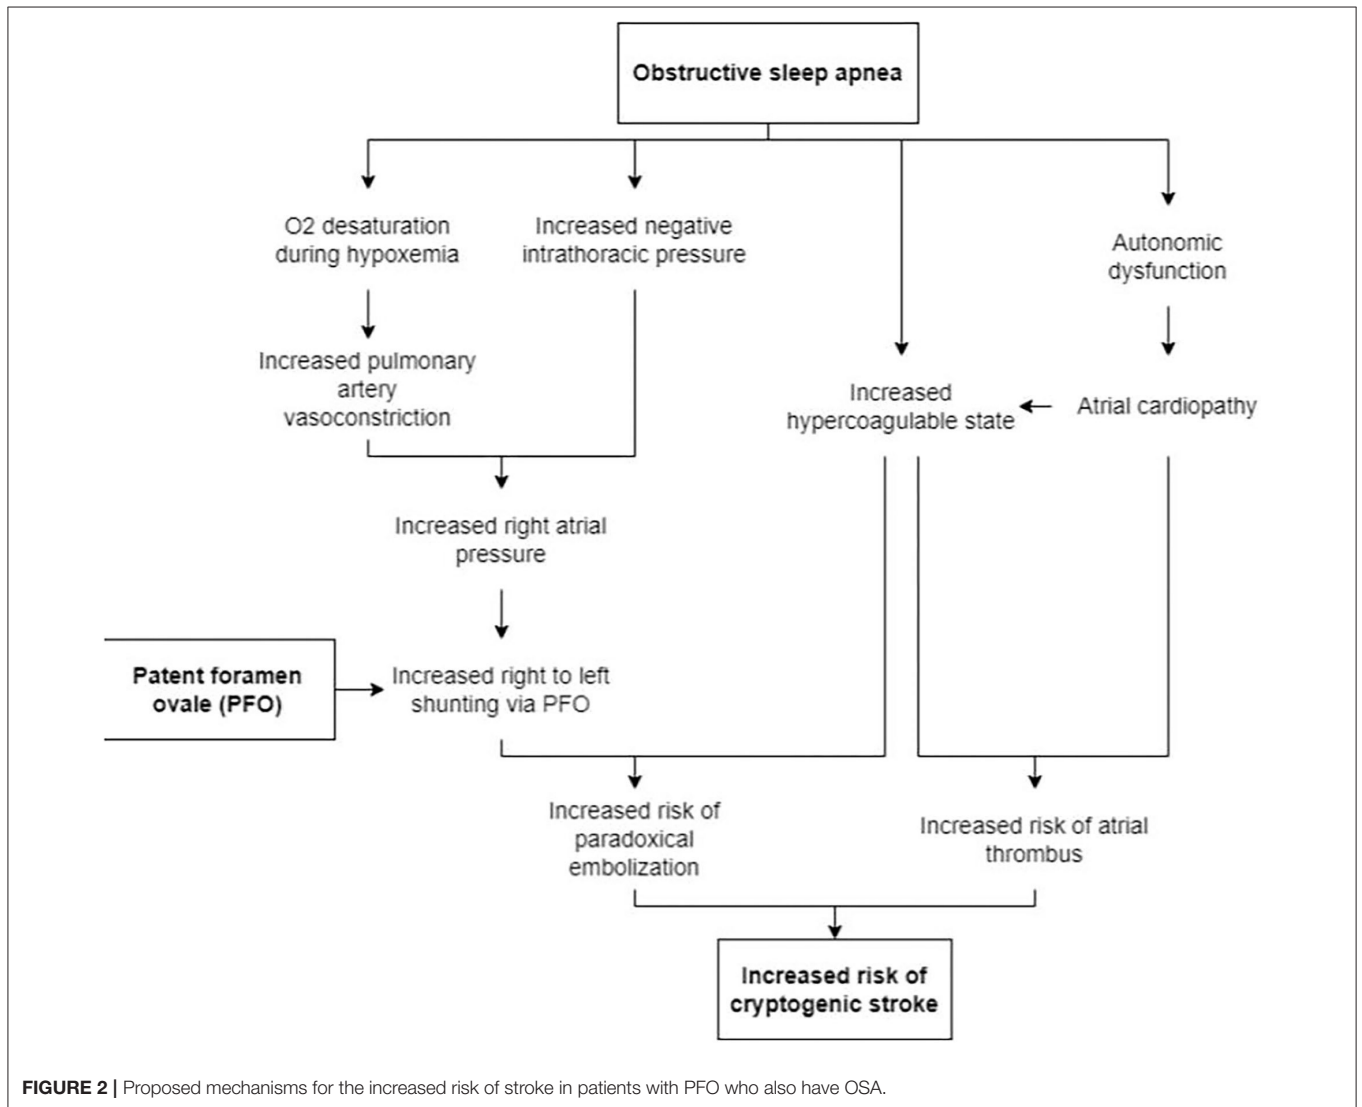 Obstructive sleep apnea
O2 desaturation
during hypoxemia
Increased negative
intrathoracic pressure
Autonomic
dysfunction
Increased pulmonary
artery
vasoconstriction
Increased
hypercoagulable state
Atrial cardiopathy
Increased right atrial
pressure
Patent foramen
ovale (PFO)
Increased right to left
shunting via PFO
Increased risk of
paradoxical
embolization
Increased risk of atrial
thrombus
Increased risk of
cryptogenic stroke
FIGURE 2 | Proposed mechanisms for the increased risk of stroke in patients with PFO who also have OSA.